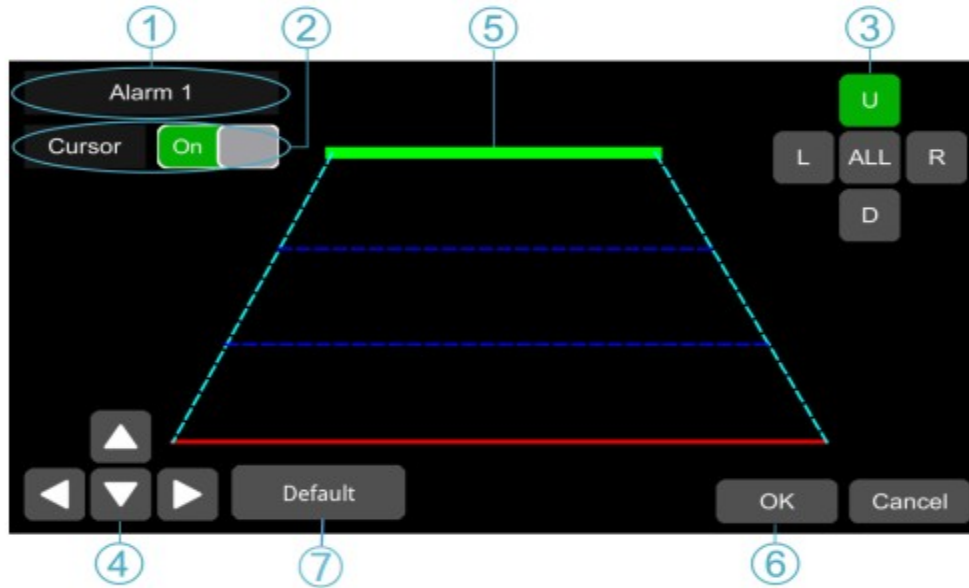 ① ② ⑤ ③
Alarm 1
Cursor On
U
L ALL R
D
Default
OK Cancel
④ ⑦ ⑥